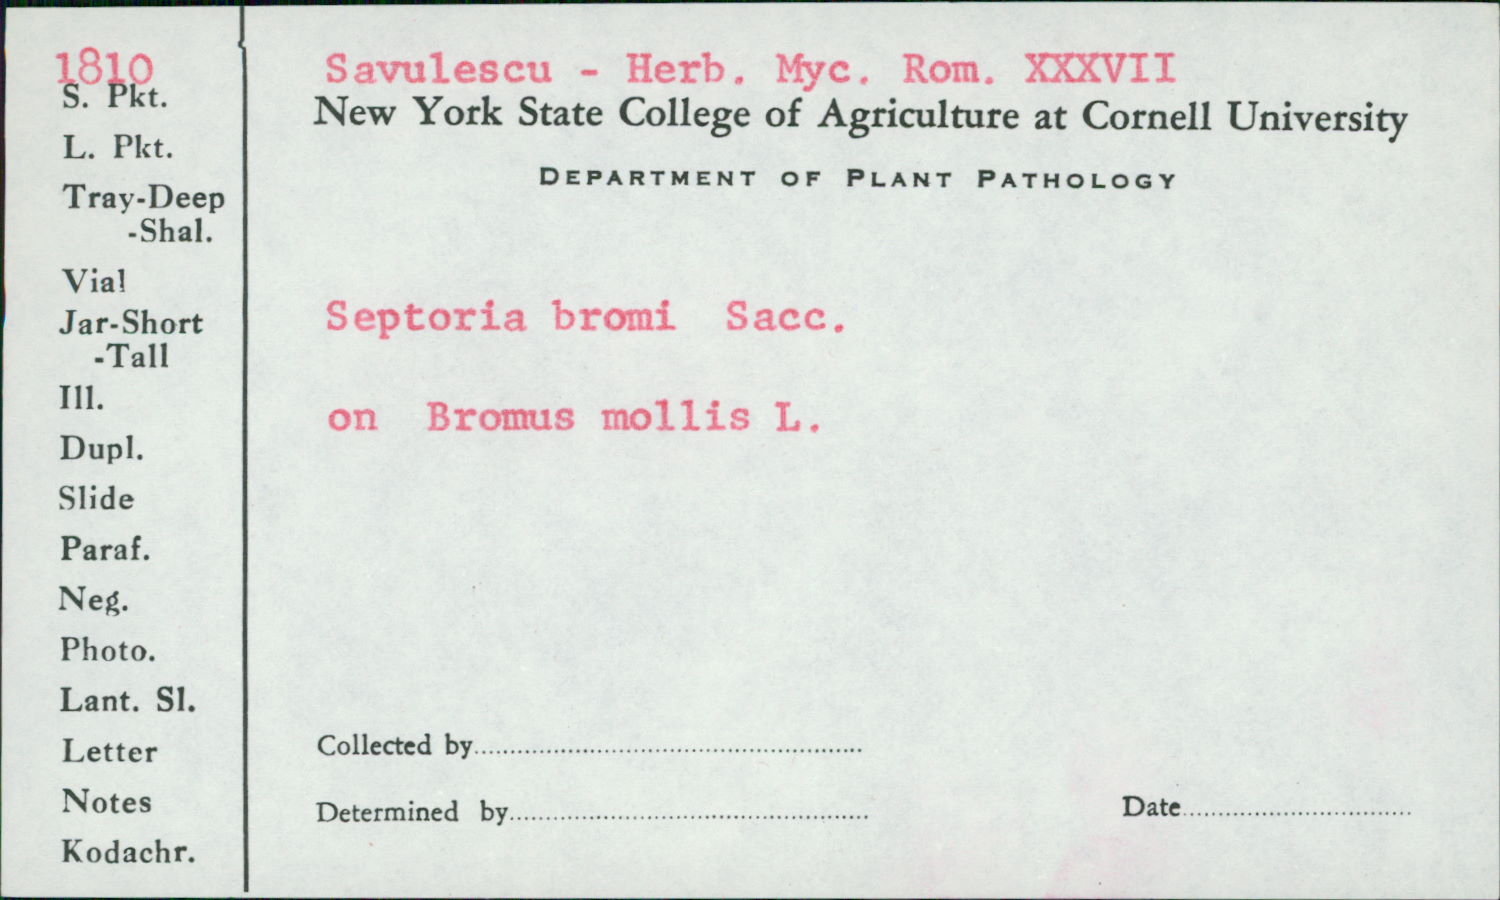 1810
S. Pkt.
L. Pkt.
Tray-Deep
-Shal.
Vial
Jar-Short
-Tall
Ill.
Dupl.
Slide
Paraf.
Neg.
Photo.
Lant. Sl.
Letter
Notes
Kodachr.
Savulescu - Herb. Myc. Rom. XXXVII
New York State College of Agriculture at Cornell University
DEPARTMENT OF PLANT PATHOLOGY
Septoria bromi Sacc.
on Bromus mollis L.
Collected by
Determined by
Date